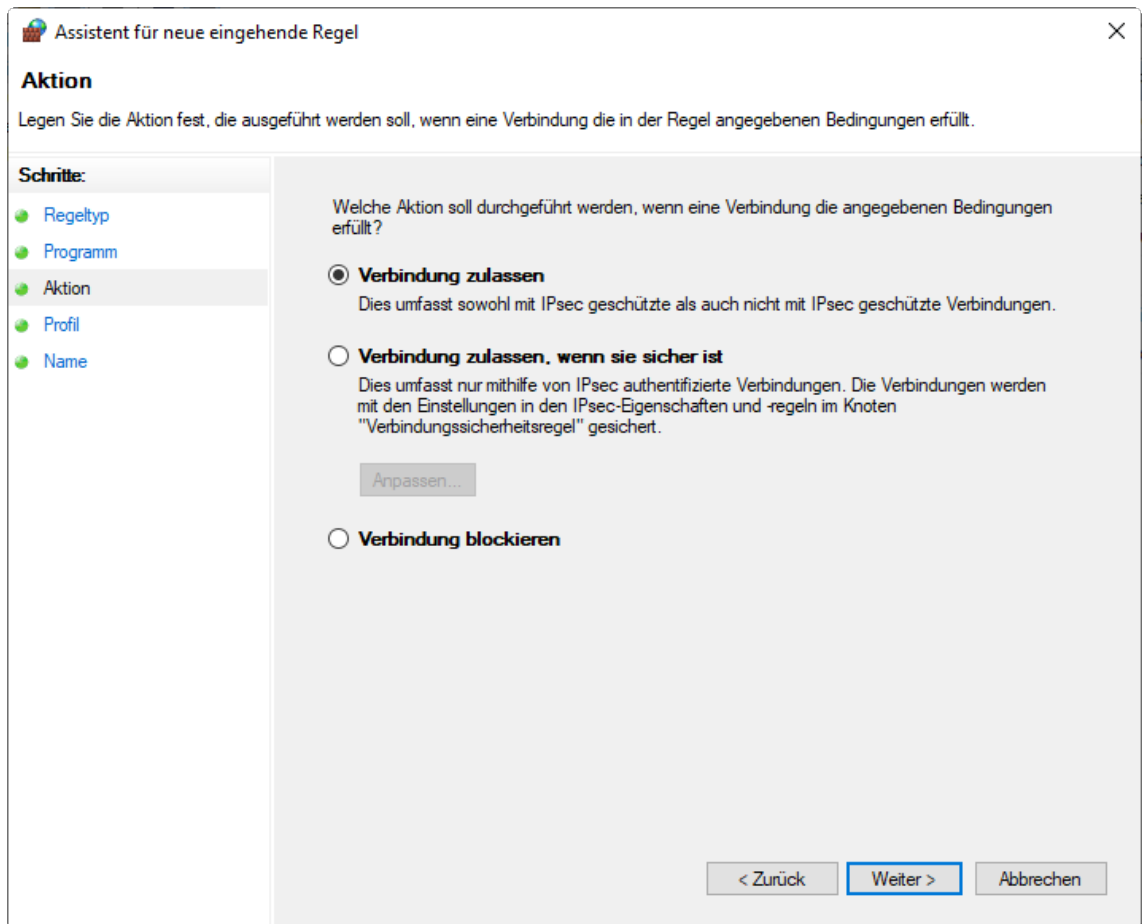 Assistent für neue eingehende Regel
Aktion
Legen Sie die Aktion fest, die ausgeführt werden soll, wenn eine Verbindung die in der Regel angegebenen Bedingungen erfüllt.
Schritte:
Regeltyp
Programm
Aktion
Profil
Name
Welche Aktion soll durchgeführt werden, wenn eine Verbindung die angegebenen Bedingungen
erfüllt?
Verbindung zulassen
Dies umfasst sowohl mit IPsec geschützte als auch nicht mit IPsec geschützte Verbindungen.
Verbindung zulassen, wenn sie sicher ist
Dies umfasst nur mithilfe von IPsec authentifizierte Verbindungen. Die Verbindungen werden
mit den Einstellungen in den IPsec-Eigenschaften und -regeln im Knoten
"Verbindungssicherheitsregel" gesichert.
Anpassen...
Verbindung blockieren
< Zurück
Weiter >
Abbrechen